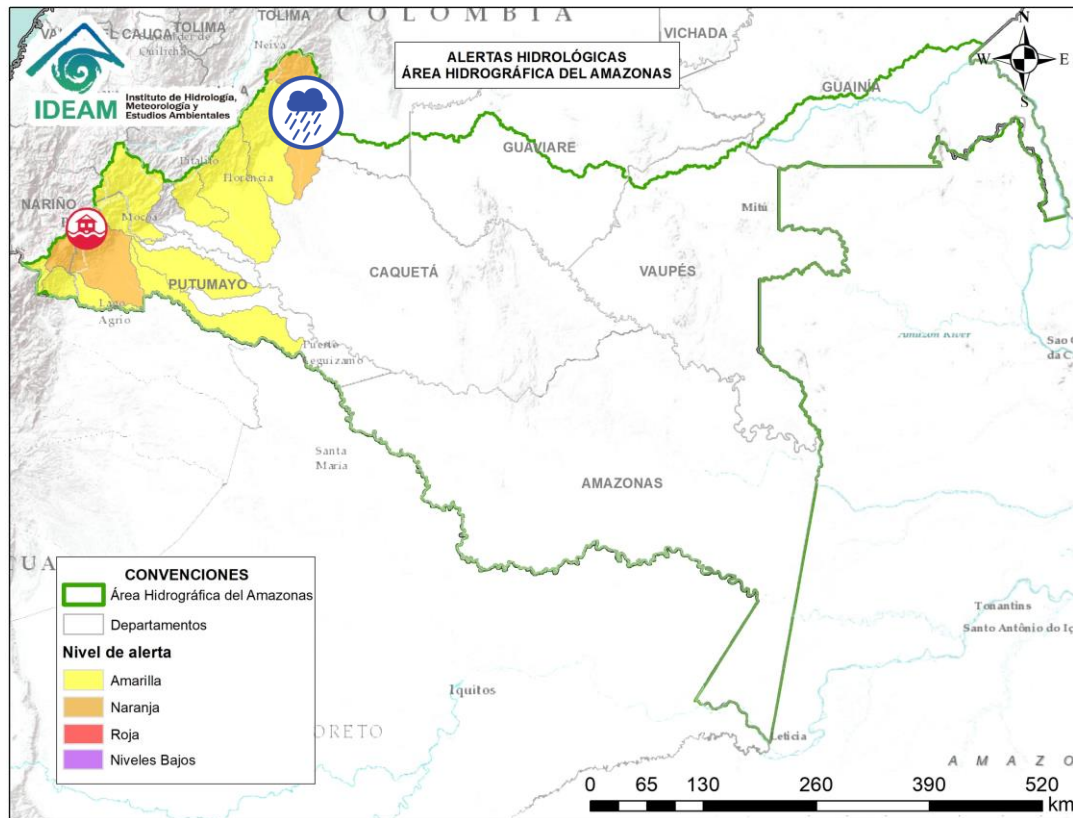 COLOMBIA
TOLIMA
TOLIMA
CAUCA
Neiva
VICHADA
ALERTAS HIDROLÓGICAS
ÁREA HIDROGRÁFICA DEL AMAZONAS
N
W
E
S
IDEAM
Instituto de Hidrología,
Meteorología y
Estudios Ambientales
GUAINÍA
GUAVIARE
Pitalito
Florencia
NARIÑO
Mocoa
Mitú
CAQUETÁ
VAUPÉS
PUTUMAYO
Lago
Agrio
Puerto
Leguizamo
Amazon River
Santa
Maria
AMAZONAS
CONVENCIONES
Área Hidrográfica del Amazonas
Departamentos
Nivel de alerta
Amarilla
Naranja
Roja
Niveles Bajos
Tonantins
Santo Antônio do Iç
Iquitos
ORETO
Leticia
AMAZO
0 65 130 260 390 520
km